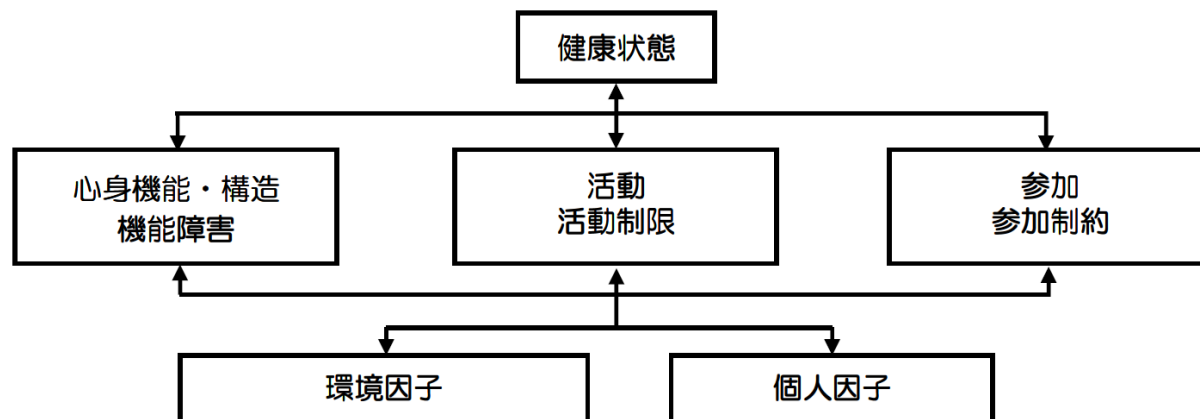 健康状態
心身機能・構造
機能障害
活動
活動制限
参加
参加制約
環境因子
個人因子